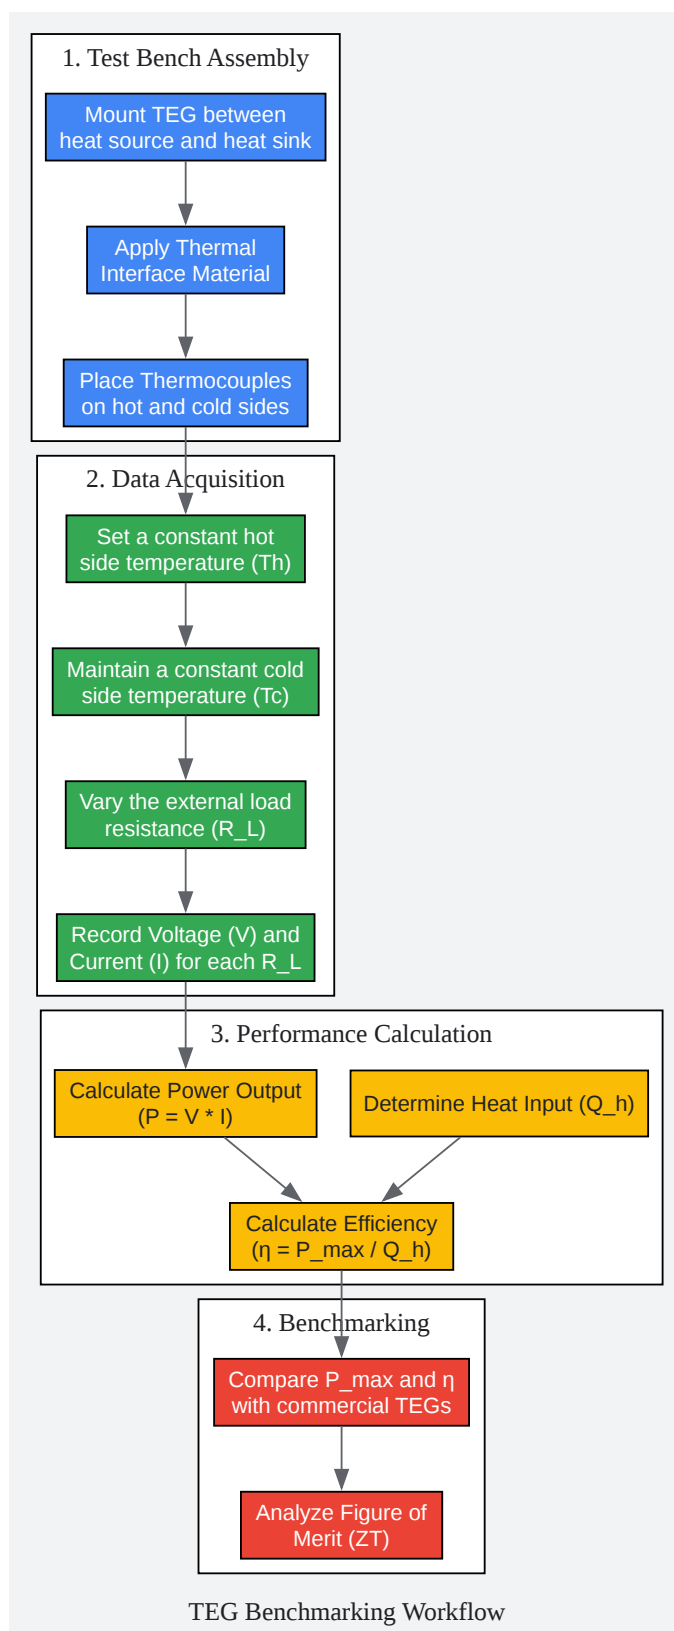 1. Test Bench Assembly
Mount TEG between
heat source and heat sink
Apply Thermal
Interface Material
Place Thermocouples
on hot and cold sides
2. Data Acquisition
Set a constant hot
side temperature (Th)
Maintain a constant cold
side temperature (Tc)
Vary the external load
resistance (R_L)
Record Voltage (V) and
Current (I) for each R_L
3. Performance Calculation
Calculate Power Output
(P = V * I)
Determine Heat Input (Q_h)
Calculate Efficiency
(η = P_max / Q_h)
4. Benchmarking
Compare P_max and η
with commercial TEGs
Analyze Figure of
Merit (ZT)
TEG Benchmarking Workflow